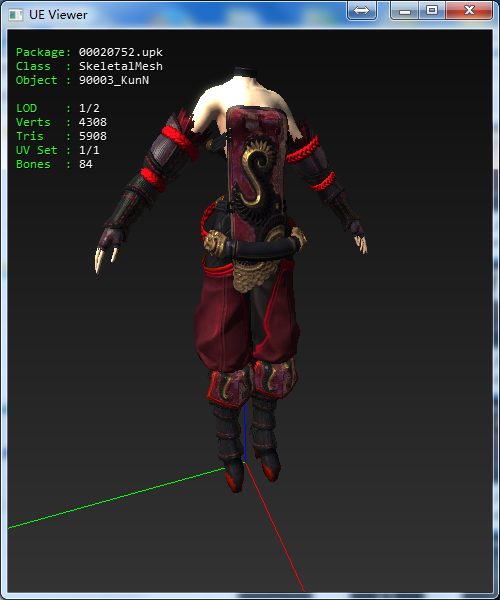 UE Viewer
Package: 00020752.upk
Class : SkeletalMesh
Object : 90003_KunN
LOD : 1/2
Verts : 4308
Tris : 5908
UV Set : 1/1
Bones : 84